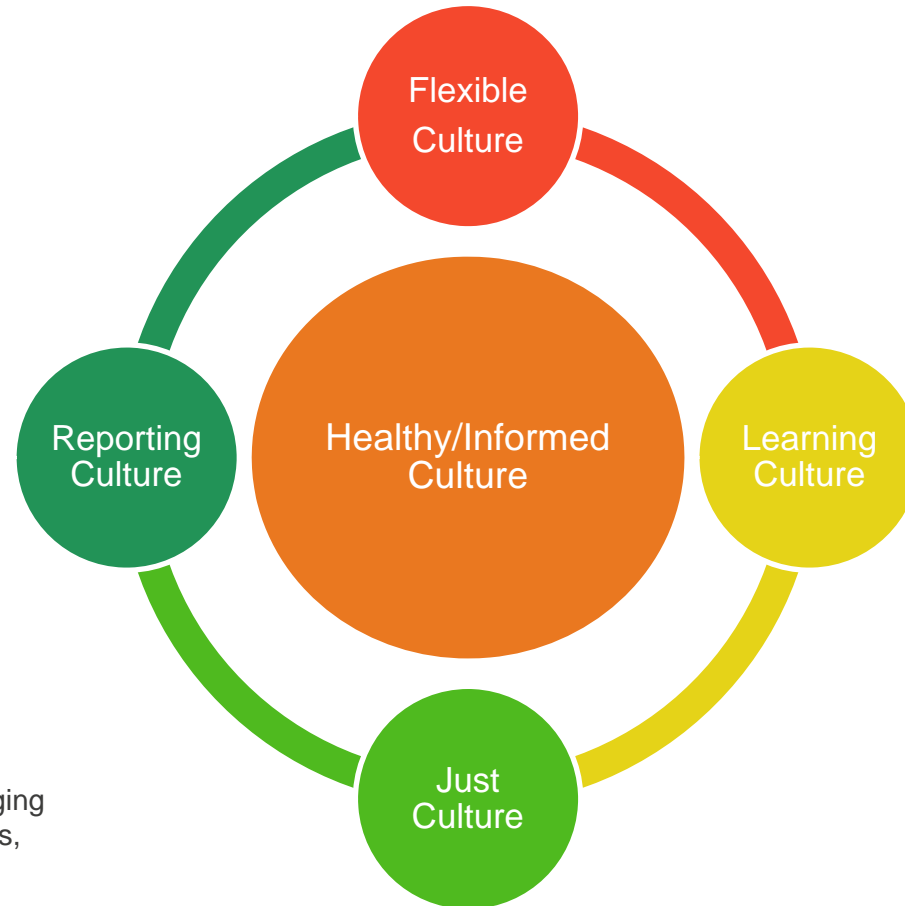 Flexible
Culture
Reporting
Culture
Healthy/Informed
Culture
Learning
Culture
Just
Culture